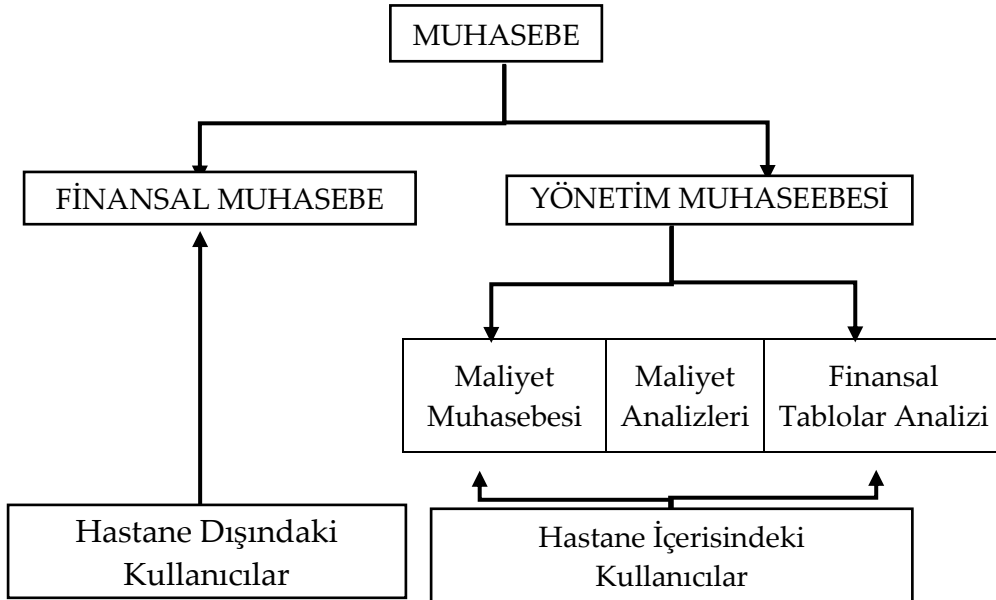 MUHASEBE
FİNANSAL MUHASEBE
YÖNETİM MUHASEEBESİ
Maliyet
Muhasebesi
Maliyet
Analizleri
Finansal
Tablolar Analizi
Hastane Dışındaki
Kullanıcılar
Hastane İçerisindeki
Kullanıcılar